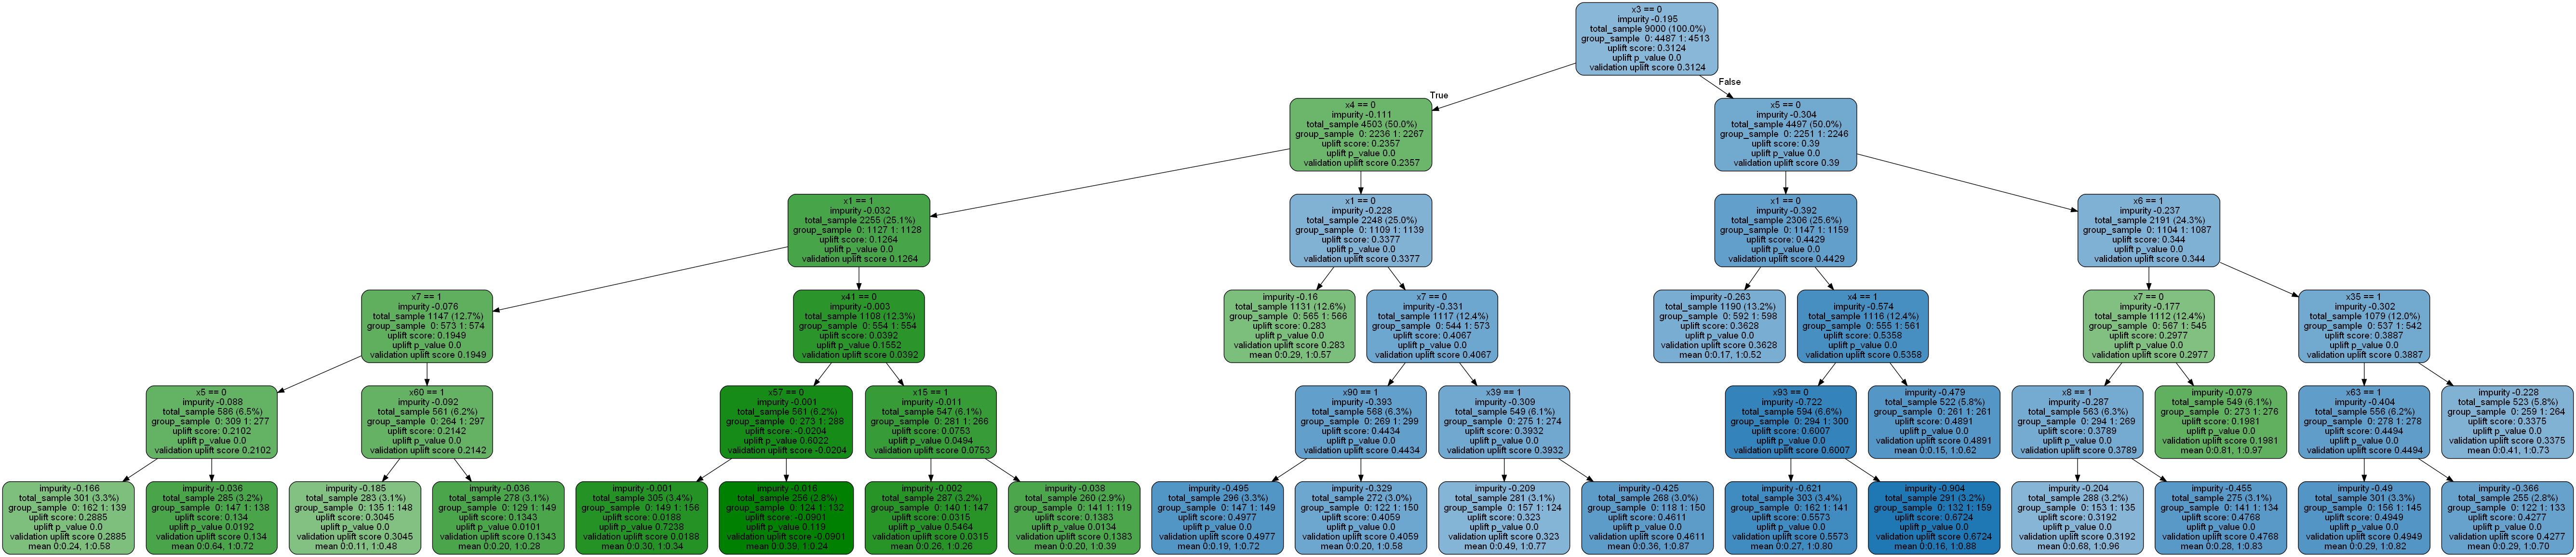 x3 == 0
impurity -0.195
total_sample 9000 (100.0%)
group_sample 0: 4487 1: 4513
uplift score: 0.3124
uplift p_value 0.0
validation uplift score 0.3124
True
False
x4 == 0
impurity -0.111
total_sample 4503 (50.0%)
group_sample 0: 2236 1: 2267
uplift score: 0.2357
uplift p_value 0.0
validation uplift score 0.2357
x5 == 0
impurity -0.304
total_sample 4497 (50.0%)
group_sample 0: 2251 1: 2246
uplift score: 0.39
uplift p_value 0.0
validation uplift score 0.39
x1 == 1
impurity -0.032
total_sample 2255 (25.1%)
group_sample 0: 1127 1: 1128
uplift score: 0.1264
uplift p_value 0.0
validation uplift score 0.1264
x1 == 0
impurity -0.228
total_sample 2248 (25.0%)
group_sample 0: 1109 1: 1139
uplift score: 0.3377
uplift p_value 0.0
validation uplift score 0.3377
x1 == 0
impurity -0.392
total_sample 2306 (25.6%)
group_sample 0: 1147 1: 1159
uplift score: 0.4429
uplift p_value 0.0
validation uplift score 0.4429
x6 == 1
impurity -0.237
total_sample 2191 (24.3%)
group_sample 0: 1104 1: 1087
uplift score: 0.344
uplift p_value 0.0
validation uplift score 0.344
x7 == 1
impurity -0.076
total_sample 1147 (12.7%)
group_sample 0: 573 1: 574
uplift score: 0.1949
uplift p_value 0.0
validation uplift score 0.1949
x41 == 0
impurity -0.003
total_sample 1108 (12.3%)
group_sample 0: 554 1: 554
uplift score: 0.0392
uplift p_value 0.1552
validation uplift score 0.0392
impurity -0.16
total_sample 1131 (12.6%)
group_sample 0: 565 1: 566
uplift score: 0.283
uplift p_value 0.0
validation uplift score 0.283
mean 0:0.29, 1:0.57
x7 == 0
impurity -0.331
total_sample 1117 (12.4%)
group_sample 0: 544 1: 573
uplift score: 0.4067
uplift p_value 0.0
validation uplift score 0.4067
impurity -0.263
total_sample 1190 (13.2%)
group_sample 0: 592 1: 598
uplift score: 0.3628
uplift p_value 0.0
validation uplift score 0.3628
mean 0:0.17, 1:0.52
x4 == 1
impurity -0.574
total_sample 1116 (12.4%)
group_sample 0: 555 1: 561
uplift score: 0.5358
uplift p_value 0.0
validation uplift score 0.5358
x7 == 0
impurity -0.177
total_sample 1112 (12.4%)
group_sample 0: 567 1: 545
uplift score: 0.2977
uplift p_value 0.0
validation uplift score 0.2977
x35 == 1
impurity -0.302
total_sample 1079 (12.0%)
group_sample 0: 537 1: 542
uplift score: 0.3887
uplift p_value 0.0
validation uplift score 0.3887
x5 == 0
impurity -0.088
total_sample 586 (6.5%)
group_sample 0: 309 1: 277
uplift score: 0.2102
uplift p_value 0.0
validation uplift score 0.2102
x60 == 1
impurity -0.092
total_sample 561 (6.2%)
group_sample 0: 264 1: 297
uplift score: 0.2142
uplift p_value 0.0
validation uplift score 0.2142
x57 == 0
impurity -0.001
total_sample 561 (6.2%)
group_sample 0: 273 1: 288
uplift score: -0.0204
uplift p_value 0.6022
validation uplift score -0.0204
x15 == 1
impurity -0.011
total_sample 547 (6.1%)
group_sample 0: 281 1: 266
uplift score: 0.0753
uplift p_value 0.0494
validation uplift score 0.0753
x90 == 1
impurity -0.393
total_sample 568 (6.3%)
group_sample 0: 269 1: 299
uplift score: 0.4434
uplift p_value 0.0
validation uplift score 0.4434
x39 == 1
impurity -0.309
total_sample 549 (6.1%)
group_sample 0: 275 1: 274
uplift score: 0.3932
uplift p_value 0.0
validation uplift score 0.3932
x93 == 0
impurity -0.722
total_sample 594 (6.6%)
group_sample 0: 294 1: 300
uplift score: 0.6007
uplift p_value 0.0
validation uplift score 0.6007
impurity -0.479
total_sample 522 (5.8%)
group_sample 0: 261 1: 261
uplift score: 0.4891
uplift p_value 0.0
validation uplift score 0.4891
mean 0:0.15, 1:0.62
x8 == 1
impurity -0.287
total_sample 563 (6.3%)
group_sample 0: 294 1: 269
uplift score: 0.3789
uplift p_value 0.0
validation uplift score 0.3789
impurity -0.079
total_sample 549 (6.1%)
group_sample 0: 273 1: 276
uplift score: 0.1981
uplift p_value 0.0
validation uplift score 0.1981
mean 0:0.81, 1:0.97
x63 == 1
impurity -0.404
total_sample 556 (6.2%)
group_sample 0: 278 1: 278
uplift score: 0.4494
uplift p_value 0.0
validation uplift score 0.4494
impurity -0.228
total_sample 523 (5.8%)
group_sample 0: 259 1: 264
uplift score: 0.3375
uplift p_value 0.0
validation uplift score 0.3375
mean 0:0.41, 1:0.73
impurity -0.166
total_sample 301 (3.3%)
group_sample 0: 162 1: 139
uplift score: 0.2885
uplift p_value 0.0
validation uplift score 0.2885
mean 0:0.24, 1:0.58
impurity -0.036
total_sample 285 (3.2%)
group_sample 0: 147 1: 138
uplift score: 0.134
uplift p_value 0.0192
validation uplift score 0.134
mean 0:0.64, 1:0.72
impurity -0.185
total_sample 283 (3.1%)
group_sample 0: 135 1: 148
uplift score: 0.3045
uplift p_value 0.0
validation uplift score 0.3045
mean 0:0.11, 1:0.48
impurity -0.036
total_sample 278 (3.1%)
group_sample 0: 129 1: 149
uplift score: 0.1343
uplift p_value 0.0101
validation uplift score 0.1343
mean 0:0.20, 1:0.28
impurity -0.001
total_sample 305 (3.4%)
group_sample 0: 149 1: 156
uplift score: 0.0188
uplift p_value 0.7238
validation uplift score 0.0188
mean 0:0.30, 1:0.34
impurity -0.016
total_sample 256 (2.8%)
group_sample 0: 124 1: 132
uplift score: -0.0901
uplift p_value 0.119
validation uplift score -0.0901
mean 0:0.39, 1:0.24
impurity -0.002
total_sample 287 (3.2%)
group_sample 0: 140 1: 147
uplift score: 0.0315
uplift p_value 0.5464
validation uplift score 0.0315
mean 0:0.26, 1:0.26
impurity -0.038
total_sample 260 (2.9%)
group_sample 0: 141 1: 119
uplift score: 0.1383
uplift p_value 0.0134
validation uplift score 0.1383
mean 0:0.20, 1:0.39
impurity -0.495
total_sample 296 (3.3%)
group_sample 0: 147 1: 149
uplift score: 0.4977
uplift p_value 0.0
validation uplift score 0.4977
mean 0:0.19, 1:0.72
impurity -0.329
total_sample 272 (3.0%)
group_sample 0: 122 1: 150
uplift score: 0.4059
uplift p_value 0.0
validation uplift score 0.4059
mean 0:0.20, 1:0.58
impurity -0.209
total_sample 281 (3.1%)
group_sample 0: 157 1: 124
uplift score: 0.323
uplift p_value 0.0
validation uplift score 0.323
mean 0:0.49, 1:0.77
impurity -0.425
total_sample 268 (3.0%)
group_sample 0: 118 1: 150
uplift score: 0.4611
uplift p_value 0.0
validation uplift score 0.4611
mean 0:0.36, 1:0.87
impurity -0.621
total_sample 303 (3.4%)
group_sample 0: 162 1: 141
uplift score: 0.5573
uplift p_value 0.0
validation uplift score 0.5573
mean 0:0.27, 1:0.80
impurity -0.904
total_sample 291 (3.2%)
group_sample 0: 132 1: 159
uplift score: 0.6724
uplift p_value 0.0
validation uplift score 0.6724
mean 0:0.16, 1:0.88
impurity -0.204
total_sample 288 (3.2%)
group_sample 0: 153 1: 135
uplift score: 0.3192
uplift p_value 0.0
validation uplift score 0.3192
mean 0:0.68, 1:0.96
impurity -0.455
total_sample 275 (3.1%)
group_sample 0: 141 1: 134
uplift score: 0.4768
uplift p_value 0.0
validation uplift score 0.4768
mean 0:0.28, 1:0.83
impurity -0.49
total_sample 301 (3.3%)
group_sample 0: 156 1: 145
uplift score: 0.4949
uplift p_value 0.0
validation uplift score 0.4949
mean 0:0.29, 1:0.82
impurity -0.366
total_sample 255 (2.8%)
group_sample 0: 122 1: 133
uplift score: 0.4277
uplift p_value 0.0
validation uplift score 0.4277
mean 0:0.29, 1:0.70